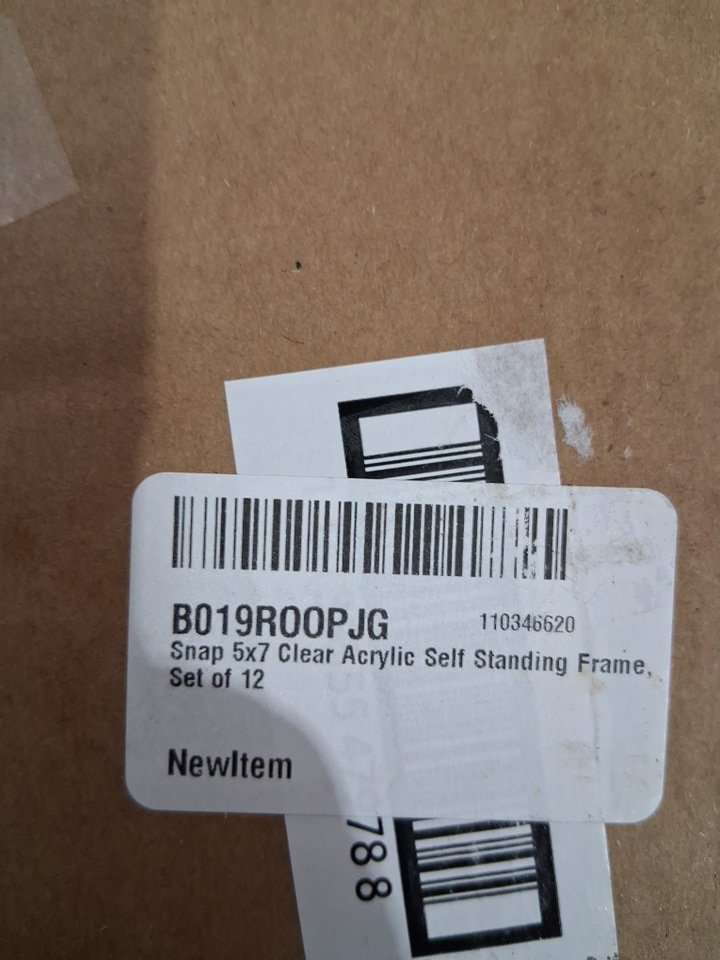 B019ROOPJG 110346620
Snap 5x7 Clear Acrylic Self Standing Frame,
Set of 12
NewItem
788